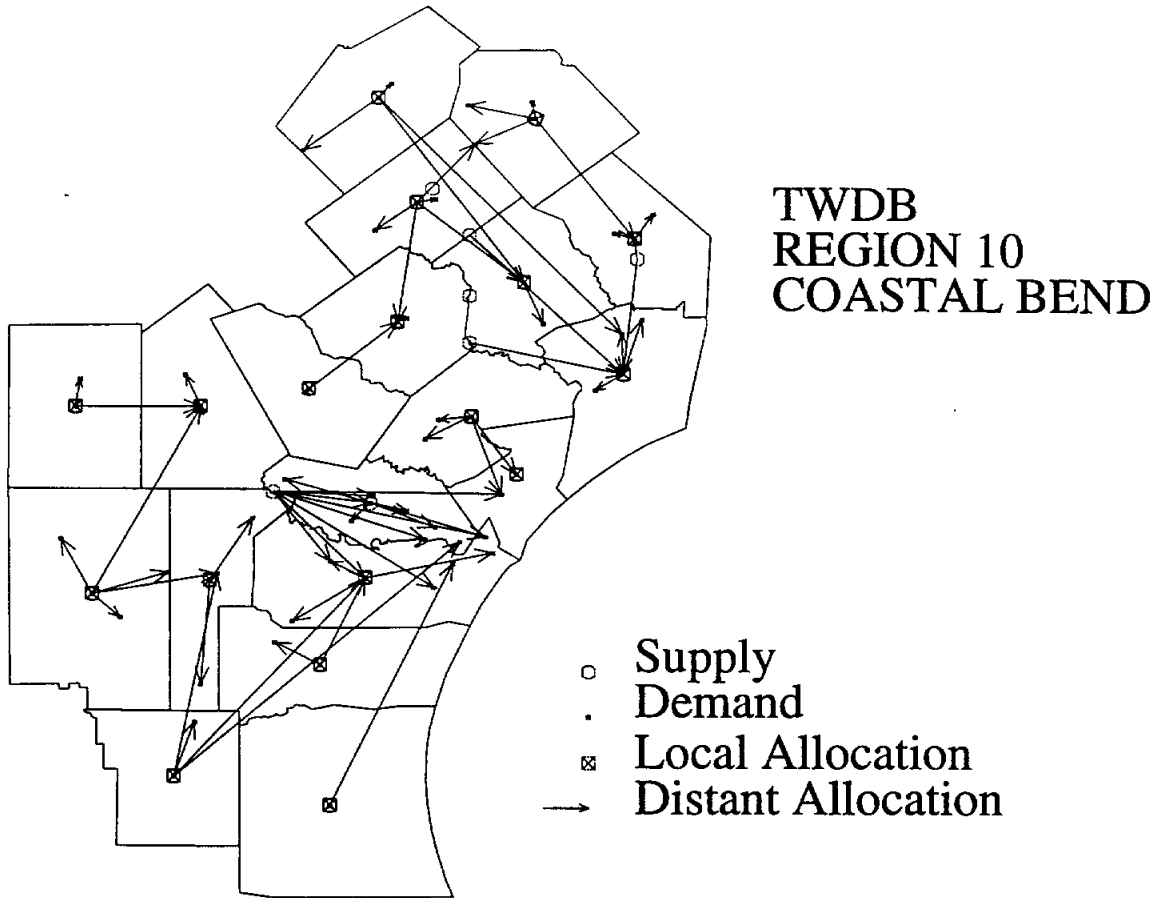 TWDB
REGION 10
COASTAL BEND
Supply
Demand
Local Allocation
Distant Allocation